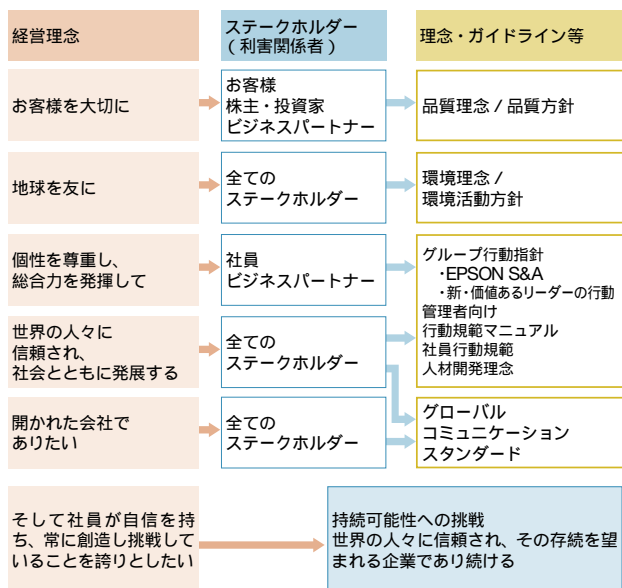 経営理念
ステークホルダー
(利害関係者)
理念・ガイドライン等
お客様を大切に
お客様
株主・投資家
ビジネスパートナー
品質理念 / 品質方針
地球を友に
全ての
ステークホルダー
環境理念 /
環境活動方針
個性を尊重し、
総合力を発揮して
社員
ビジネスパートナー
グループ行動指針
・EPSON S&A
・新・価値あるリーダーの行動
管理者向け
行動規範マニュアル
社員行動規範
人材開発理念
世界の人々に
信頼され、
社会とともに発展する
全ての
ステークホルダー
開かれた会社で
ありたい
全ての
ステークホルダー
グローバル
コミュニケーション
スタンダード
そして社員が自信を持
ち、常に創造し挑戦して
いることを誇りとしたい
持続可能性への挑戦
世界の人々に信頼され、その存続を望
まれる企業であり続ける